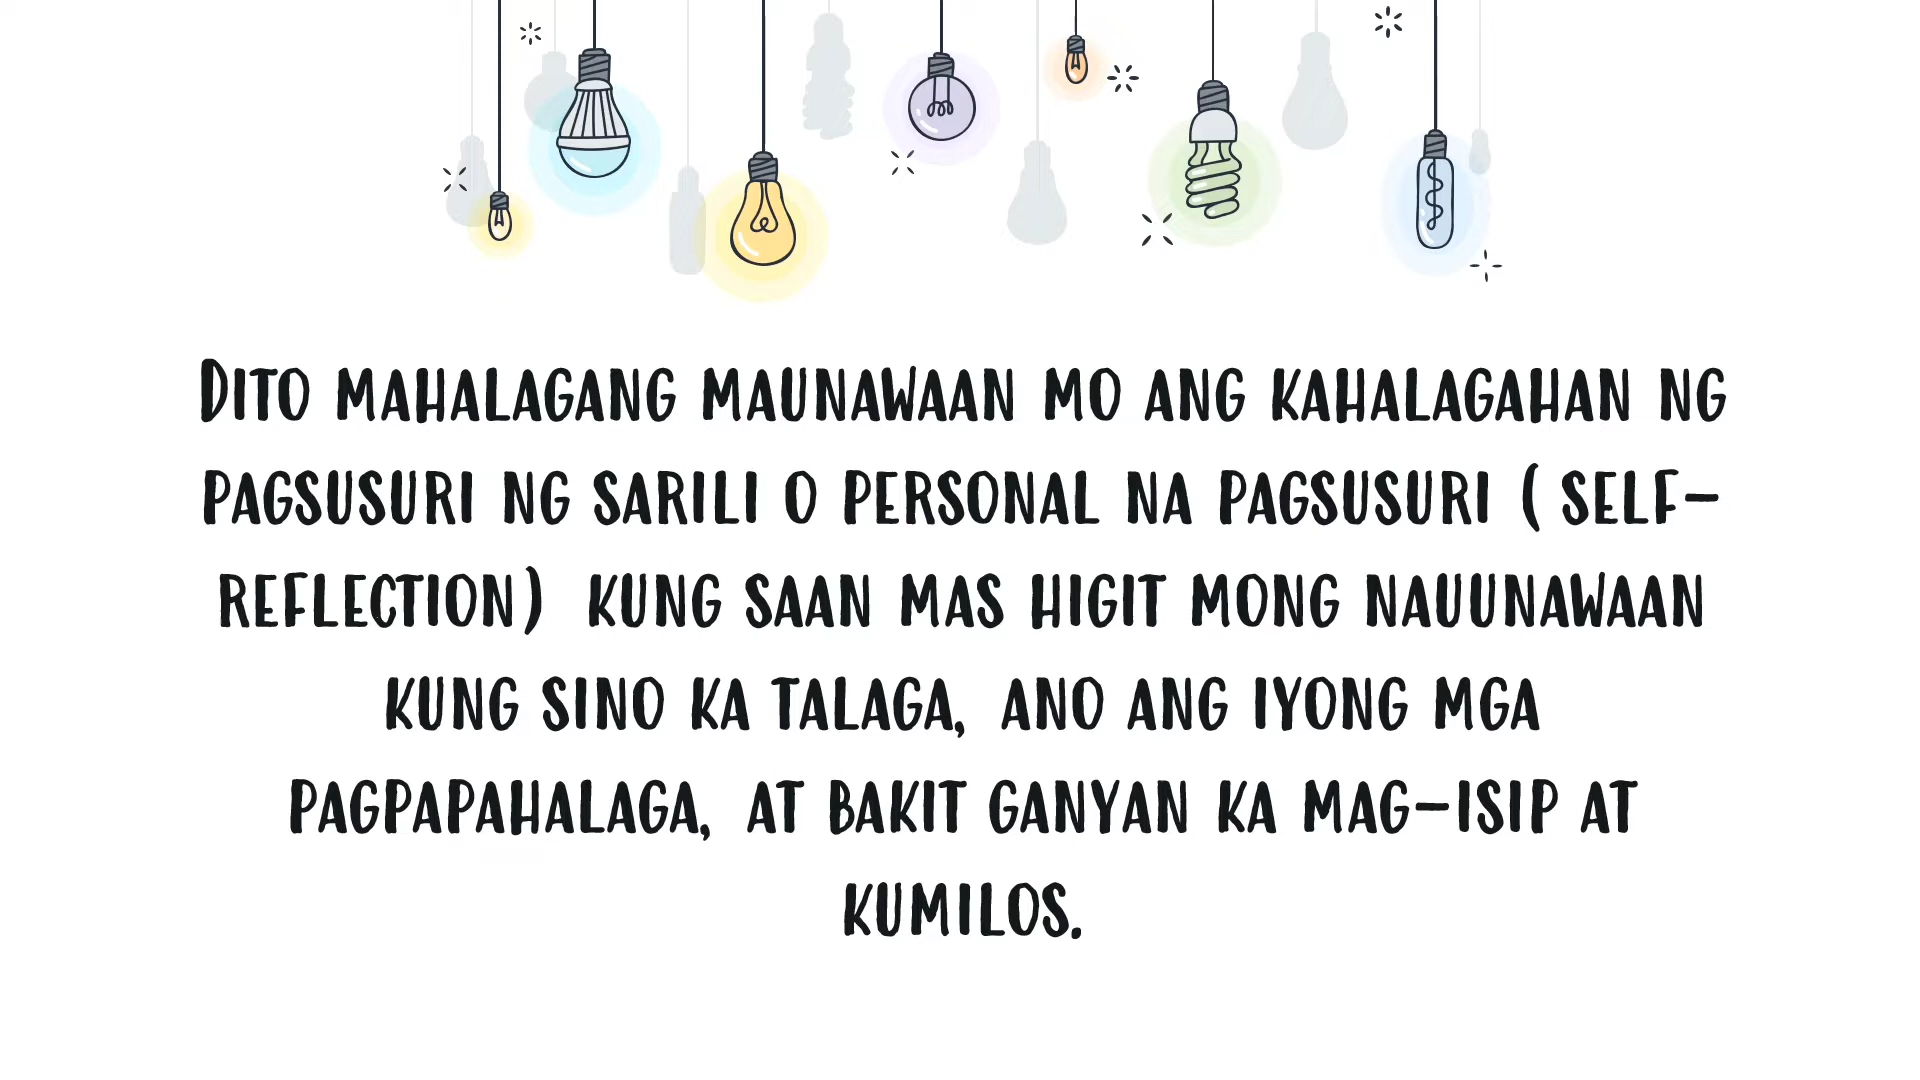 Dito mahalagang maunawaan mo ang kahalagahan ng
pagsusuri ng sarili o personal na pagsusuri ( self-
reflection) kung saan mas higit mong nauunawaan
kung sino ka talaga, ano ang iyong mga
pagpapahalaga, at bakit ganyan ka mag-isip at
kumilos.